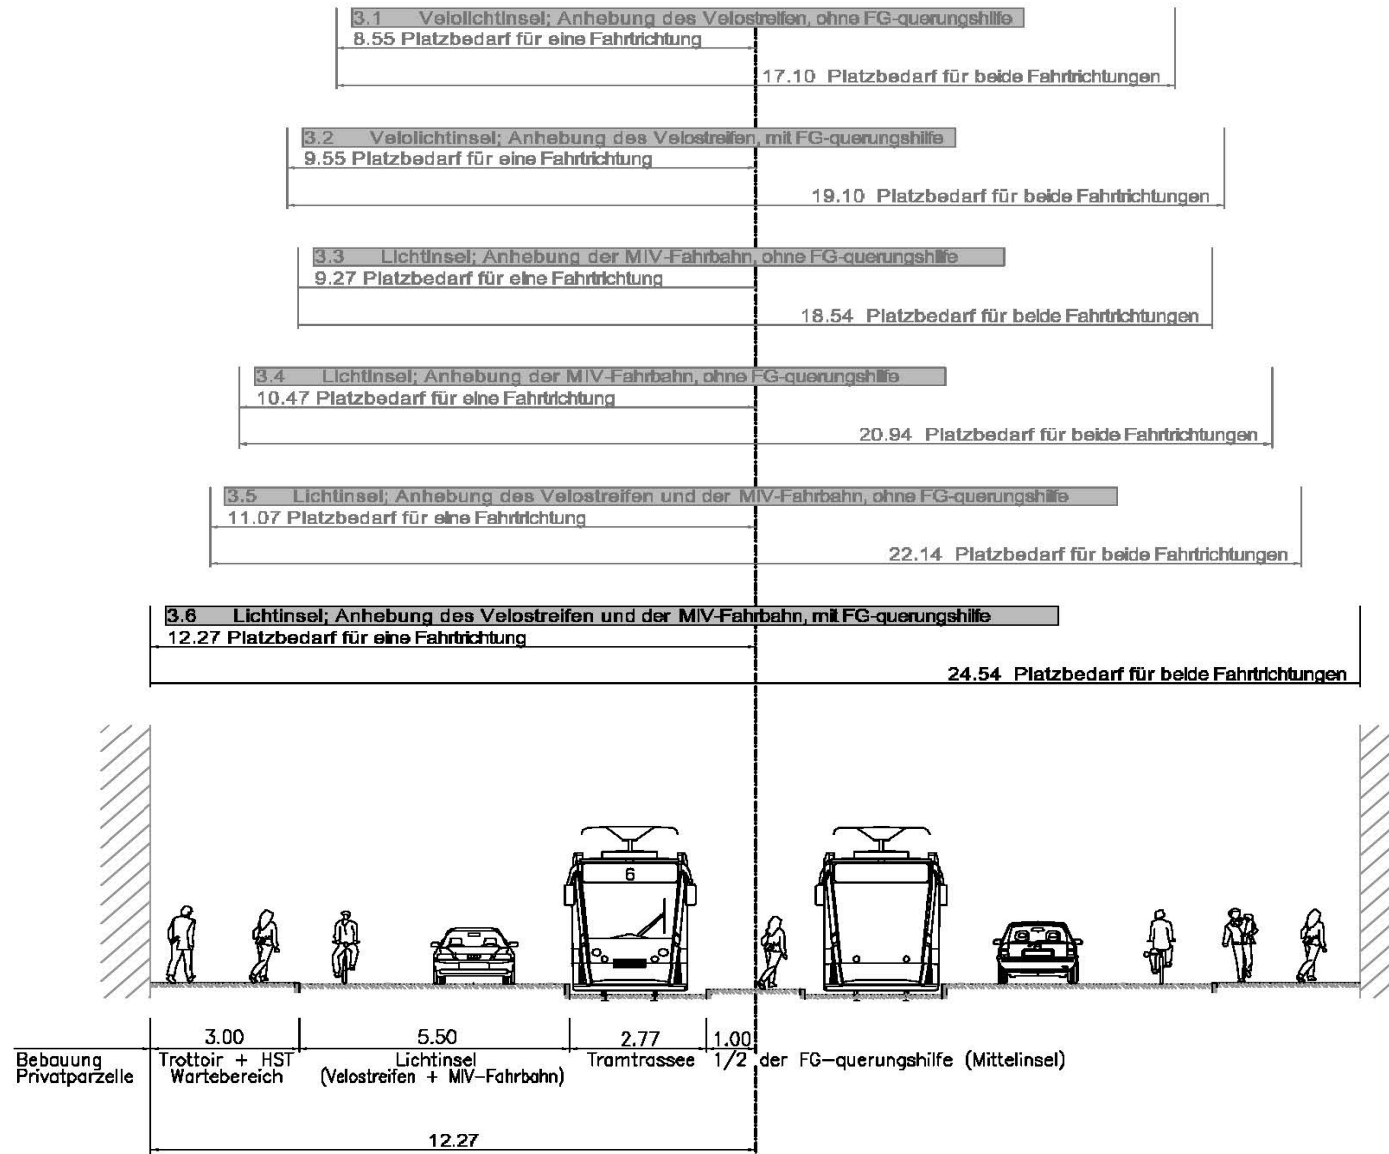 3.1 Velolichtinsel; Anhebung des Velostreifen, ohne FG-querungshilfe
8.55 Platzbedarf für eine Fahrtrichtung
17.10 Platzbedarf für beide Fahrtrichtungen
3.2 Velolichtinsel; Anhebung des Velostreifen, mit FG-querungshilfe
9.55 Platzbedarf für eine Fahrtrichtung
19.10 Platzbedarf für beide Fahrtrichtungen
3.3 Lichtinsel; Anhebung der MIV-Fahrbahn, ohne FG-querungshilfe
9.27 Platzbedarf für eine Fahrtrichtung
18.54 Platzbedarf für beide Fahrtrichtungen
3.4 Lichtinsel; Anhebung der MIV-Fahrbahn, ohne FG-querungshilfe
10.47 Platzbedarf für eine Fahrtrichtung
20.94 Platzbedarf für beide Fahrtrichtungen
3.5 Lichtinsel; Anhebung des Velostreifen und der MIV-Fahrbahn, ohne FG-querungshilfe
11.07 Platzbedarf für eine Fahrtrichtung
22.14 Platzbedarf für beide Fahrtrichtungen
3.6 Lichtinsel; Anhebung des Velostreifen und der MIV-Fahrbahn, mit FG-querungshilfe
12.27 Platzbedarf für eine Fahrtrichtung
24.54 Platzbedarf für beide Fahrtrichtungen
6
3.00 5.50 2.77 1.00
Bebauung Trottoir + HST Lichtinsel Tramtrassee 1/2 der FG-querungshilfe (Mittelinsel)
Privatparzelle Wartebereich (Velostreifen + MIV-Fahrbahn)
12.27